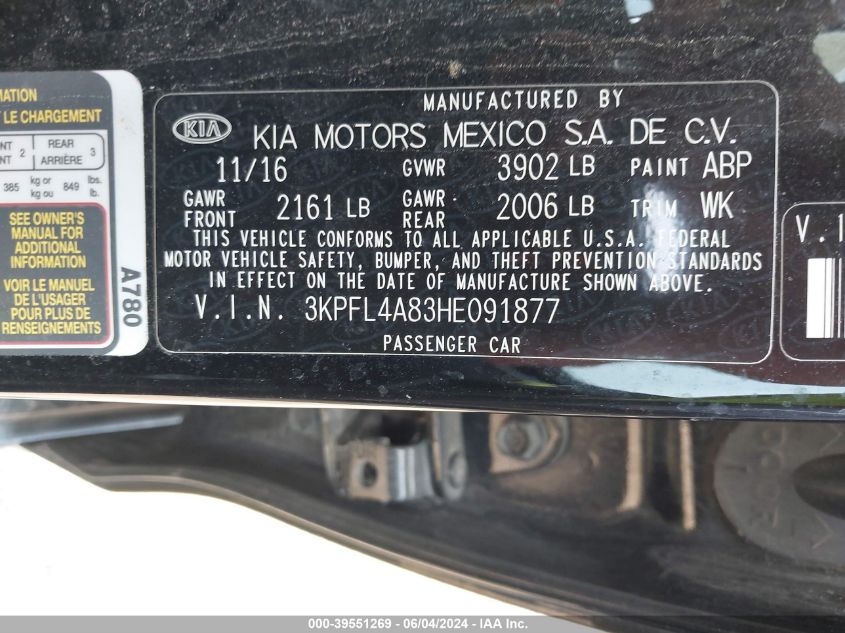 MATION
LE CHARGEMENT
NT 2 REAR 3
NT ARRIÈRE
385 kg or 849 lbs.
kg ou lb.
SEE OWNER'S
MANUAL FOR
ADDITIONAL
INFORMATION
VOIR LE MANUEL
DE L'USAGER
POUR PLUS DE
RENSEIGNEMENTS
A780
MANUFACTURED BY
KIA KIA MOTORS MEXICO S.A. DE C.V.
11/16 GVWR 3902 LB PAINT ABP
GAWR FRONT 2161 LB GAWR REAR 2006 LB TRIM WK
THIS VEHICLE CONFORMS TO ALL APPLICABLE U.S.A. FEDERAL
MOTOR VEHICLE SAFETY, BUMPER, AND THEFT PREVENTION STANDARDS
IN EFFECT ON THE DATE OF MANUFACTURE SHOWN ABOVE.
V.I.N. 3KPFL4A83HE091877
PASSENGER CAR
V.I
000-39551269 | 06/04/2024 | IAA, Inc.